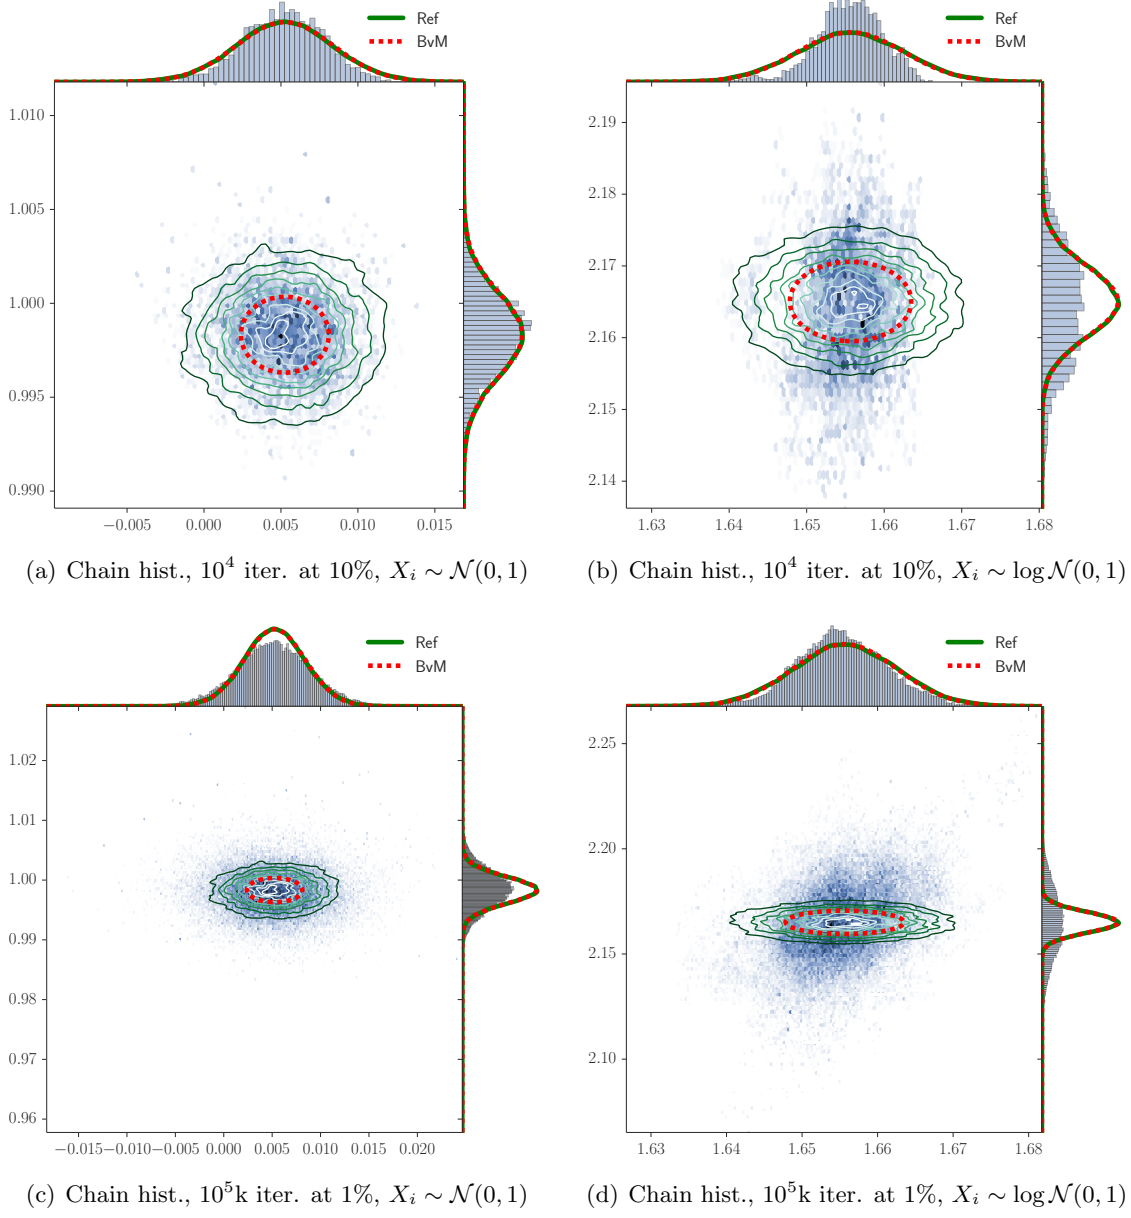 Ref
BvM
1.010
1.005
1.000
0.995
0.990
−0.005 0.000 0.005 0.010 0.015
(a) Chain hist., 10⁴ iter. at 10%, X_i ∼ 𝒩(0, 1)
Ref
BvM
2.19
2.18
2.17
2.16
2.15
2.14
1.63 1.64 1.65 1.66 1.67 1.68
(b) Chain hist., 10⁴ iter. at 10%, X_i ∼ log 𝒩(0, 1)
Ref
BvM
1.02
1.01
1.00
0.99
0.98
0.97
0.96
−0.015−0.010−0.005 0.000 0.005 0.010 0.015 0.020
(c) Chain hist., 10⁵k iter. at 1%, X_i ∼ 𝒩(0, 1)
Ref
BvM
2.25
2.20
2.15
2.10
1.63 1.64 1.65 1.66 1.67 1.68
(d) Chain hist., 10⁵k iter. at 1%, X_i ∼ log 𝒩(0, 1)